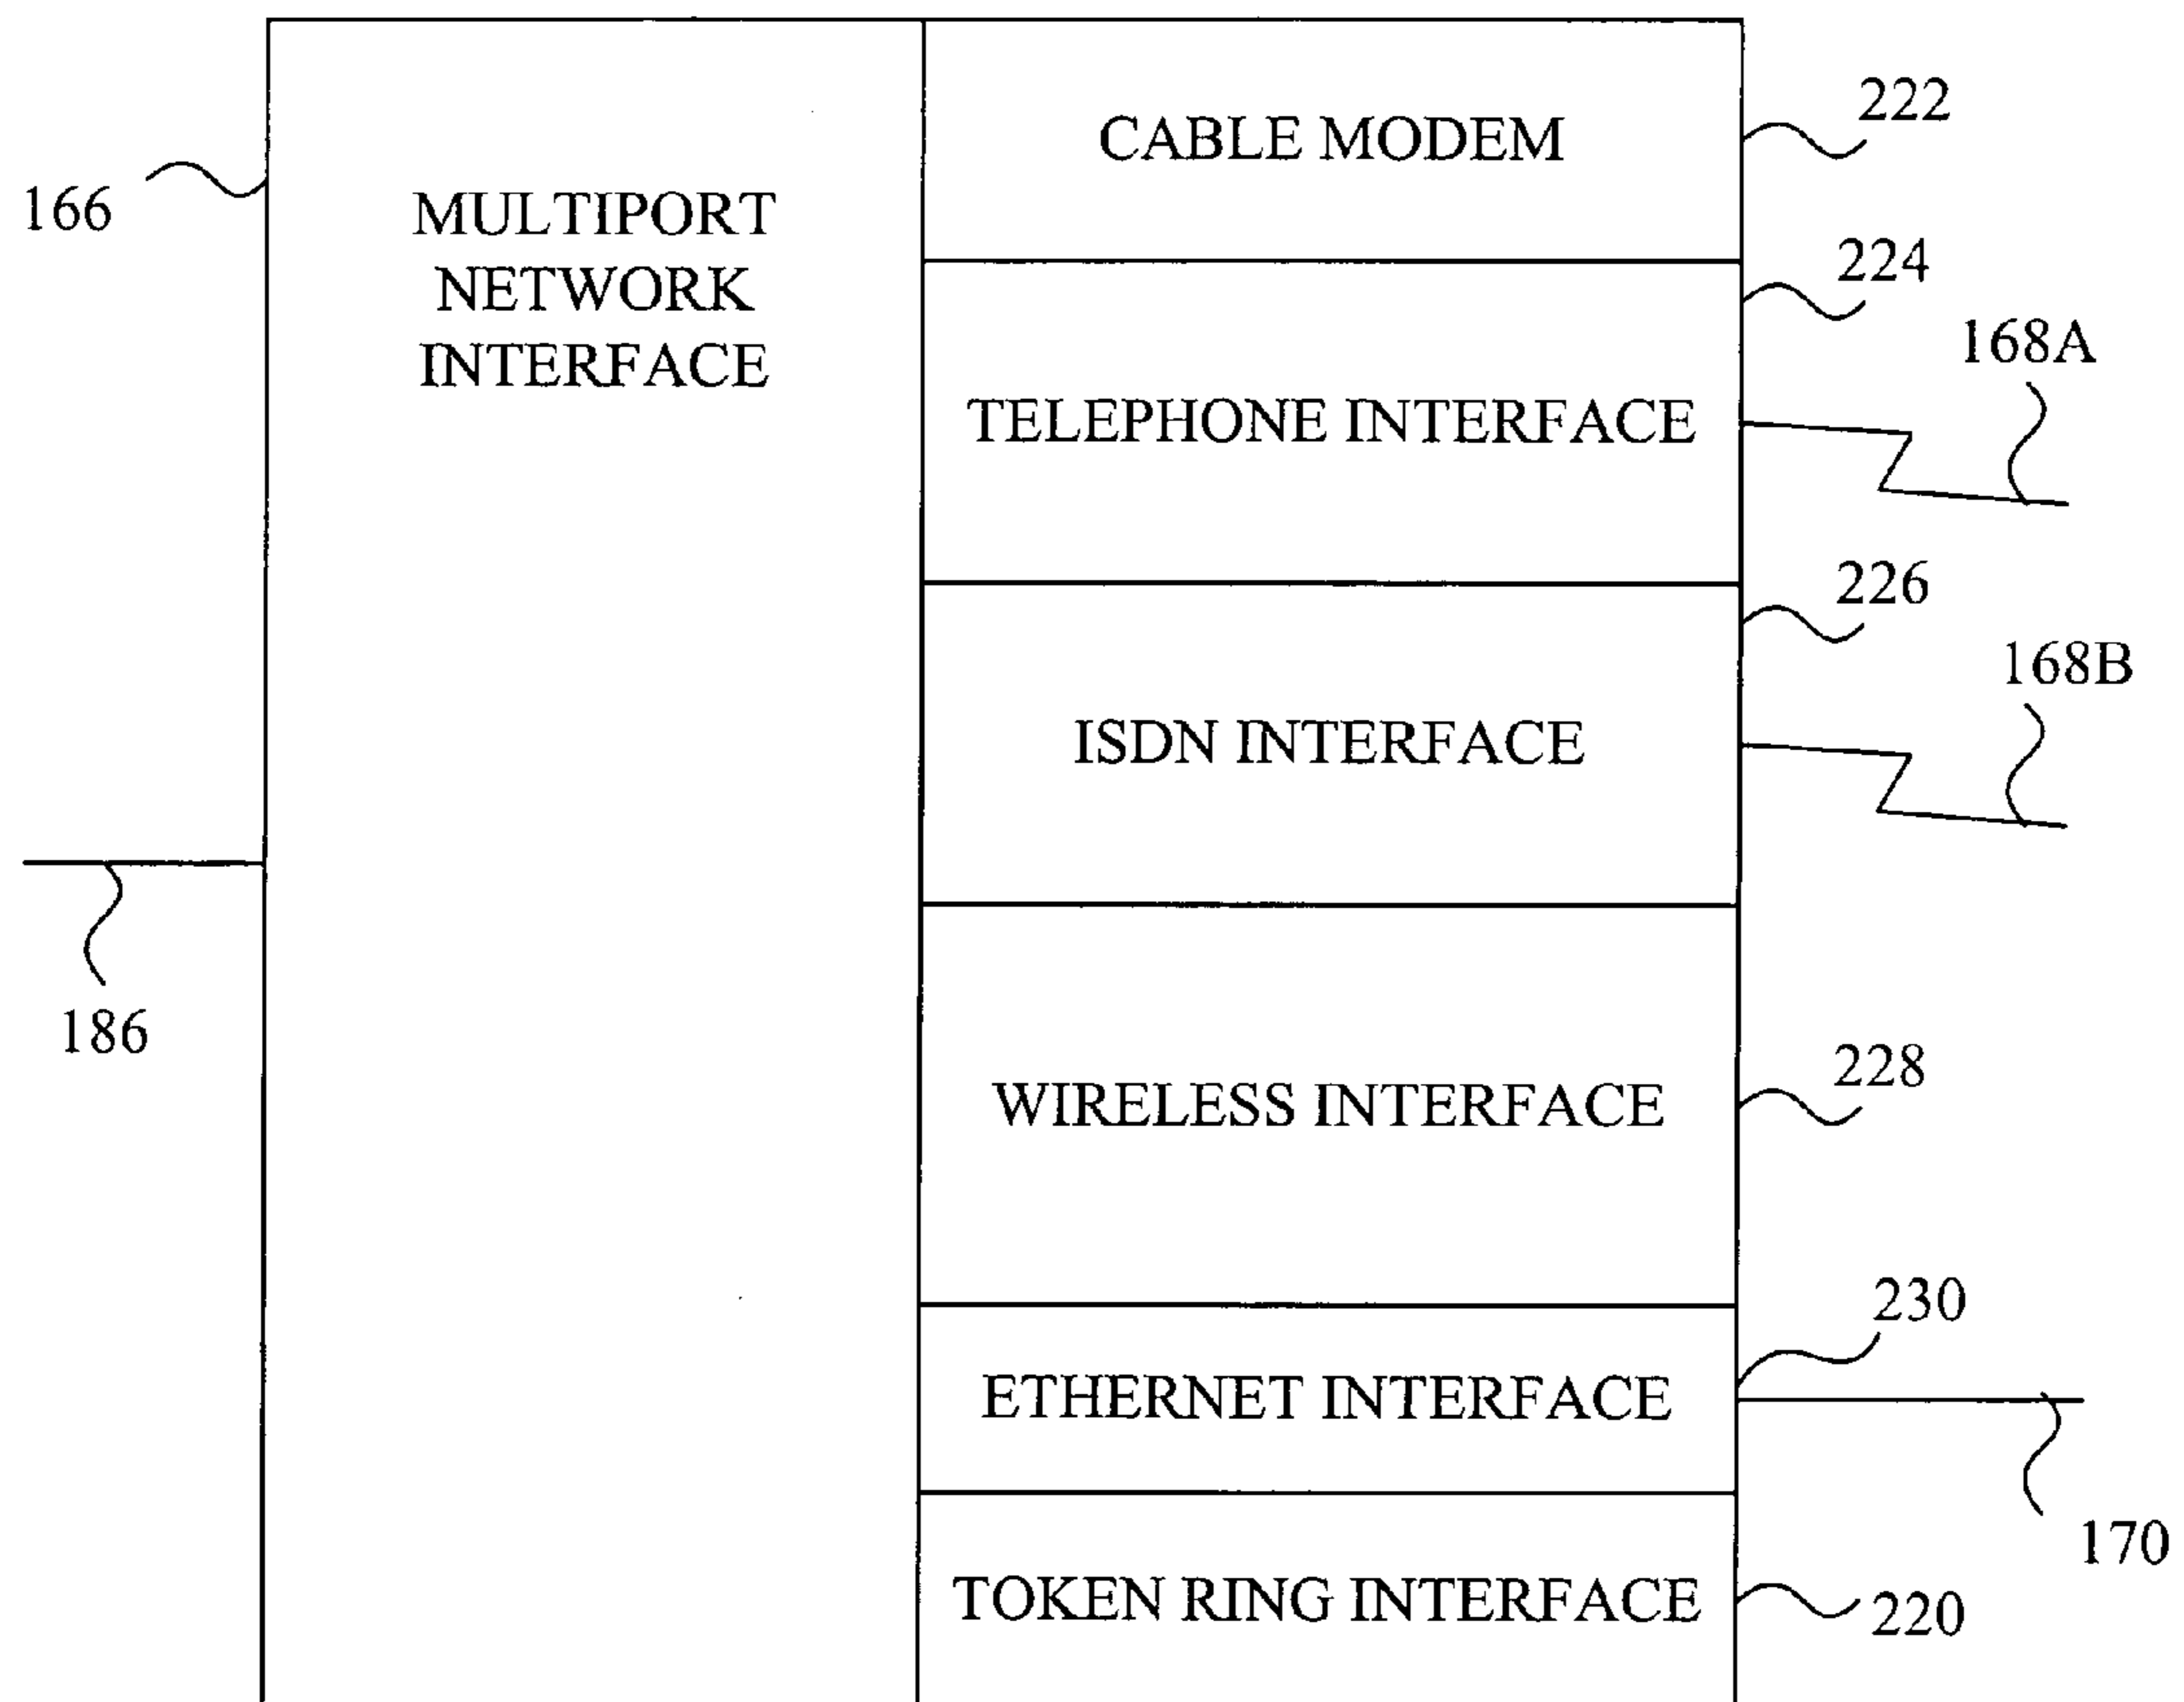 CABLE MODEM
222
166
MULTIPORT
NETWORK
INTERFACE
224
168A
TELEPHONE INTERFACE
226
168B
ISDN INTERFACE
186
228
WIRELESS INTERFACE
230
ETHERNET INTERFACE
170
TOKEN RING INTERFACE
220